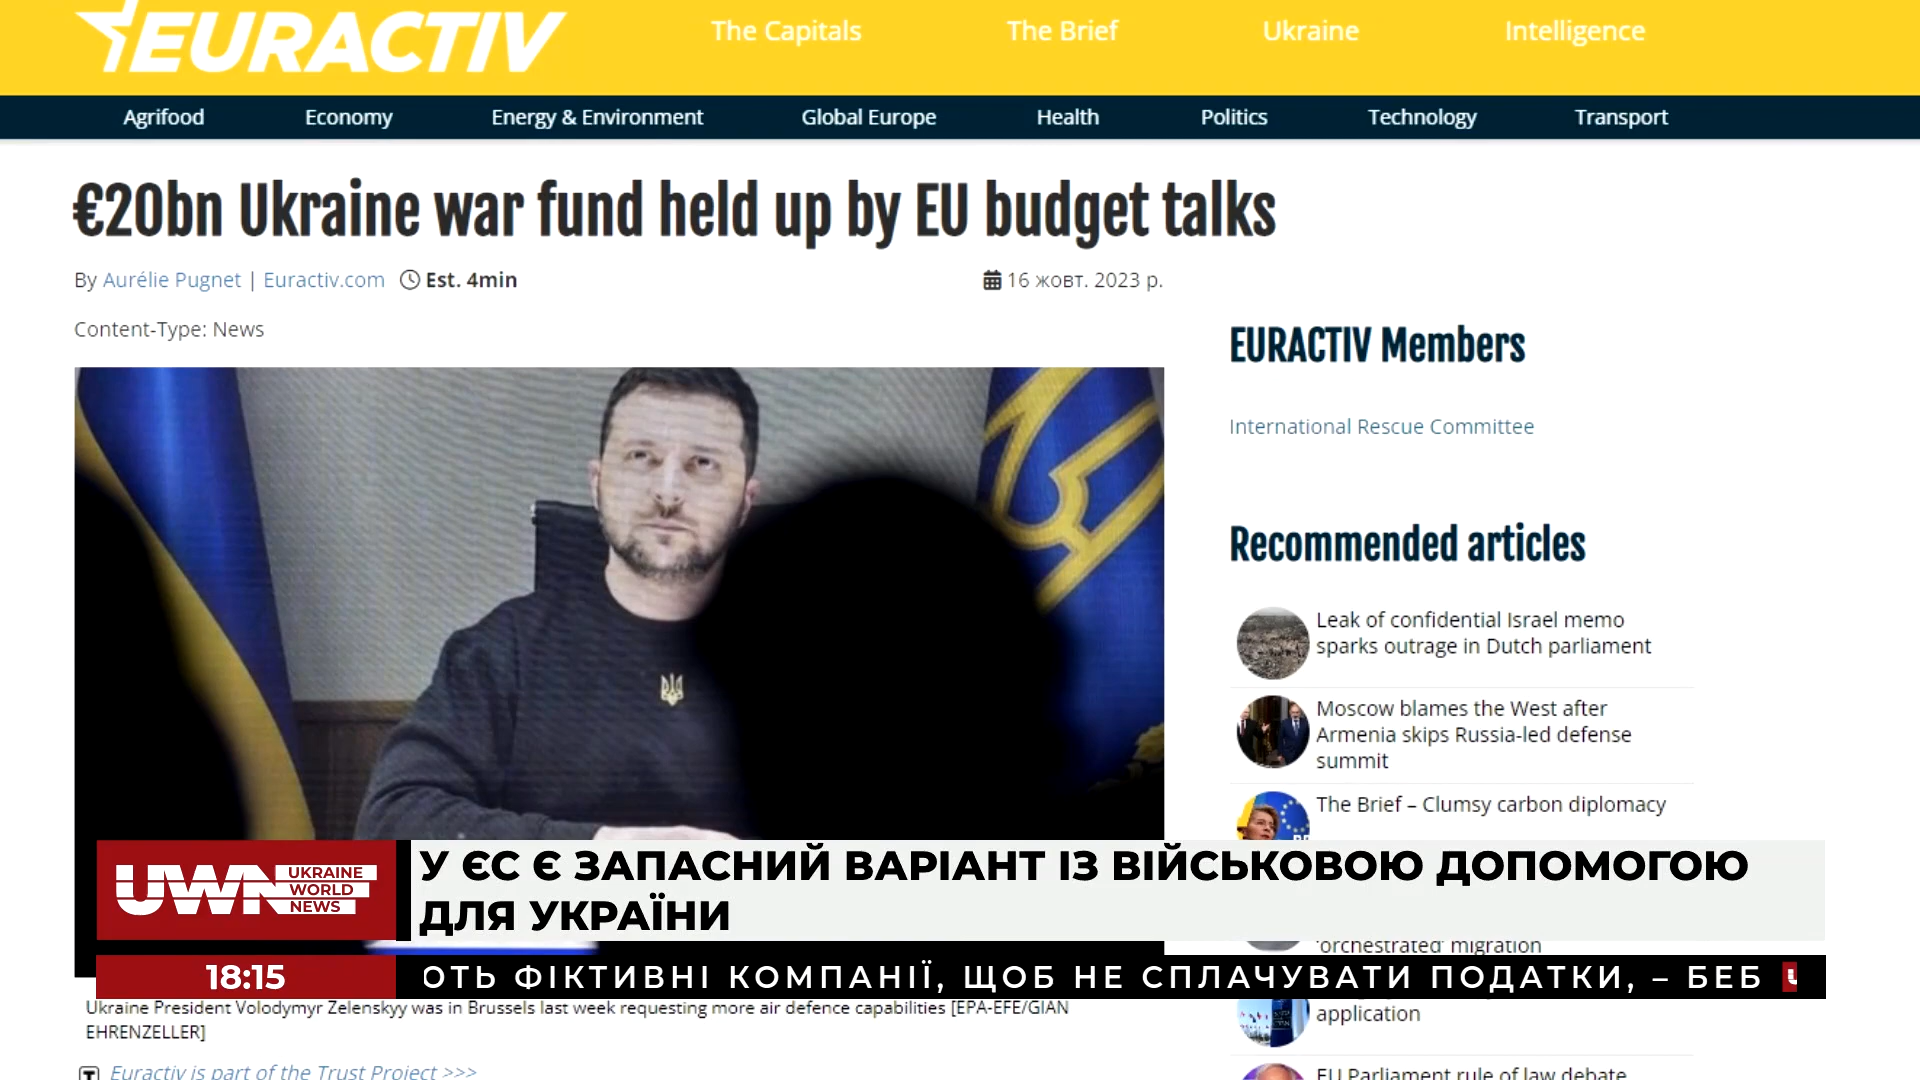 EURACTIV
The Capitals
The Brief
Ukraine
Intelligence
Agrifood
Economy
Energy & Environment
Global Europe
Health
Politics
Technology
Transport
€20bn Ukraine war fund held up by EU budget talks
By Aurélie Pugnet | Euractiv.com Est. 4min
16 жовт. 2023 р.
Content-Type: News
EURACTIV Members
International Rescue Committee
Recommended articles
Leak of confidential Israel memo
sparks outrage in Dutch parliament
Moscow blames the West after
Armenia skips Russia-led defense
summit
The Brief – Clumsy carbon diplomacy
UWN UKRAINE
WORLD
NEWS
У ЄС Є ЗАПАСНИЙ ВАРІАНТ ІЗ ВІЙСЬКОВОЮ ДОПОМОГОЮ
ДЛЯ УКРАЇНИ
'orchestrated' migration
18:15
ОТЬ ФІКТИВНІ КОМПАНІЇ, ЩОБ НЕ СПЛАЧУВАТИ ПОДАТКИ, – БЕБ
application
Ukraine President Volodymyr Zelenskyy was in Brussels last week requesting more air defence capabilities [EPA-EFE/GIAN
EHRENZELLER]
Euractiv is part of the Trust Project >>>
EU Parliament rule of law debate